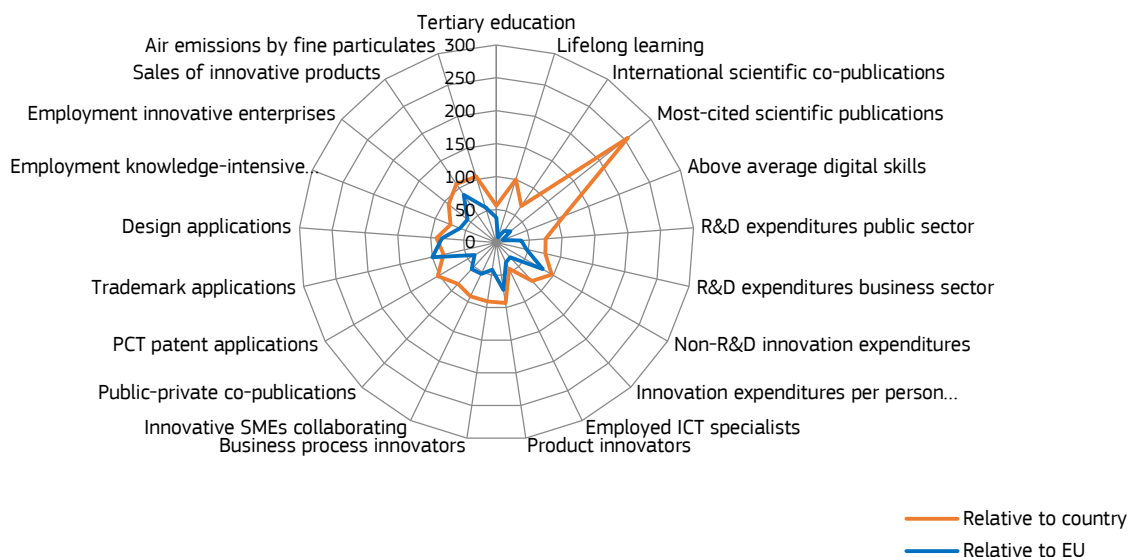 Tertiary education
Lifelong learning
International scientific co-publications
Most-cited scientific publications
Above average digital skills
R&D expenditures public sector
R&D expenditures business sector
Non-R&D innovation expenditures
Innovation expenditures per person...
Employed ICT specialists
Product innovators
Business process innovators
Innovative SMEs collaborating
Public-private co-publications
PCT patent applications
Trademark applications
Design applications
Employment knowledge-intensive...
Employment innovative enterprises
Sales of innovative products
Air emissions by fine particulates
300
250
200
150
100
50
0
Relative to country
Relative to EU